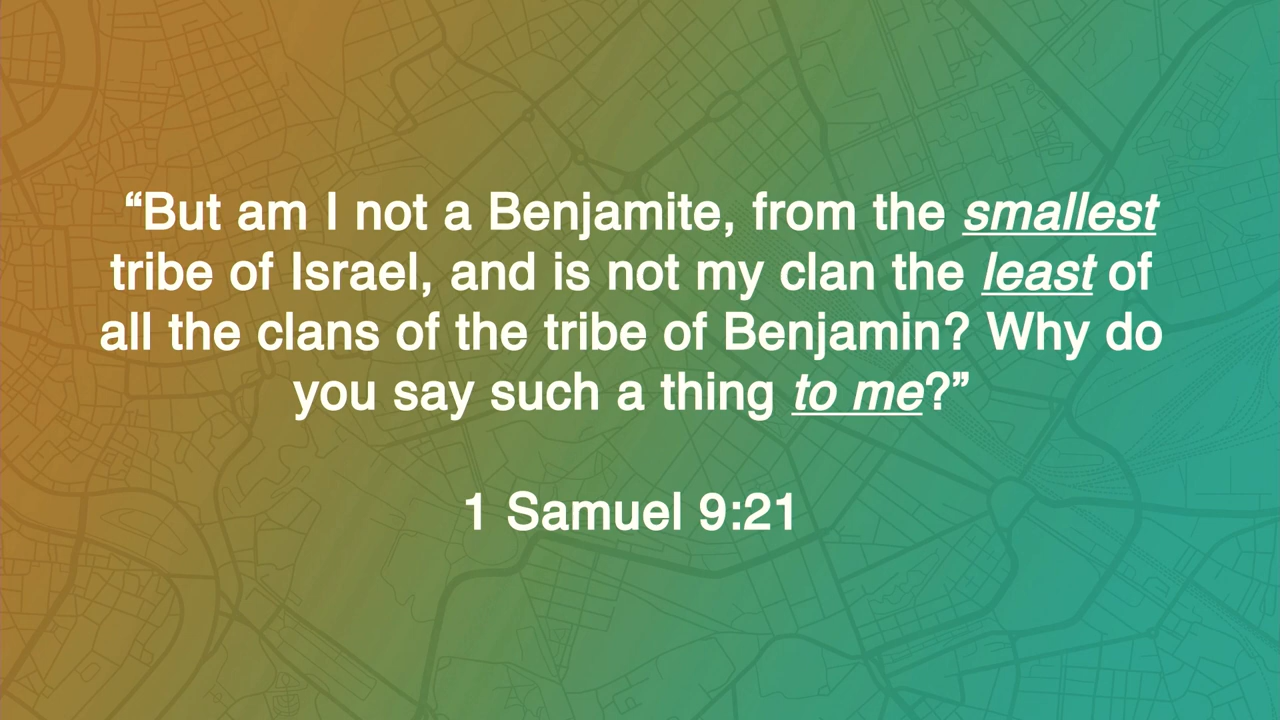 “But am I not a Benjamite, from the smallest
tribe of Israel, and is not my clan the least of
all the clans of the tribe of Benjamin? Why do
you say such a thing to me?”
1 Samuel 9:21